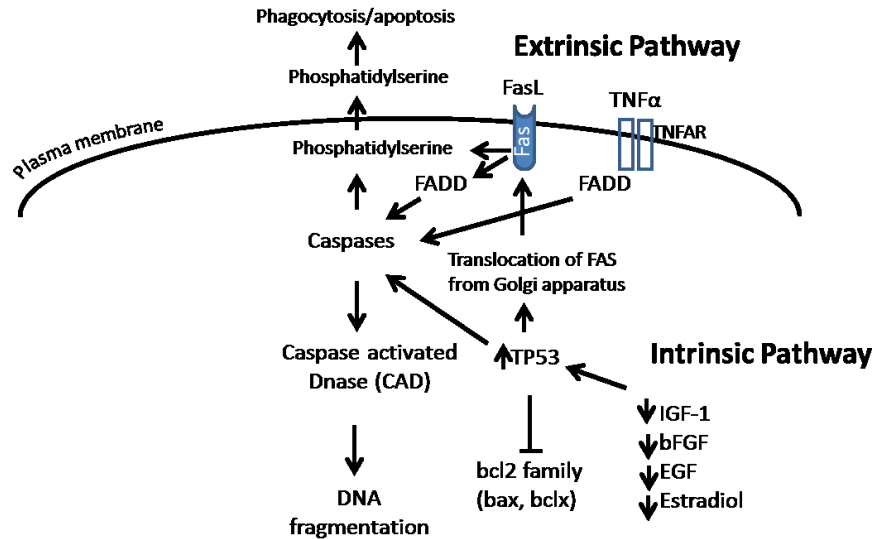 Phagocytosis/apoptosis
Extrinsic Pathway
Phosphatidylserine
FasL
TNFα
Plasma membrane
TNFAR
Fas
Phosphatidylserine
FADD
FADD
Caspases
Translocation of FAS
from Golgi apparatus
Caspase activated
Dnase (CAD)
TP53
Intrinsic Pathway
IGF-1
bFGF
EGF
Estradiol
bcl2 family
(bax, bclx)
DNA
fragmentation